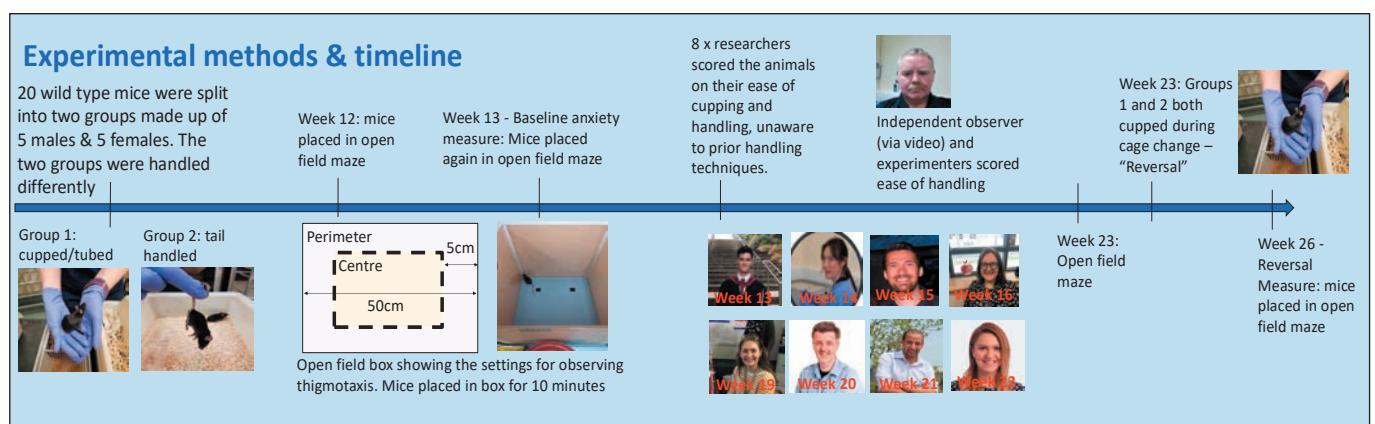 Experimental methods & timeline
20 wild type mice were split
into two groups made up of
5 males & 5 females. The
two groups were handled
differently
Group 1:
cupped/tubed
Group 2: tail
handled
Week 12: mice
placed in open
field maze
Perimeter
Centre
5cm
50cm
Open field box showing the settings for observing
thigmotaxis. Mice placed in box for 10 minutes
Week 13 - Baseline anxiety
measure: Mice placed
again in open field maze
8 x researchers
scored the animals
on their ease of
cupping and
handling, unaware
to prior handling
techniques.
Week 13
Week 14
Week 15
Week 16
Week 19
Week 20
Week 21
Week 22
Independent observer
(via video) and
experimenters scored
ease of handling
Week 23:
Open field
maze
Week 23: Groups
1 and 2 both
cupped during
cage change –
“Reversal”
Week 26 -
Reversal
Measure: mice
placed in open
field maze